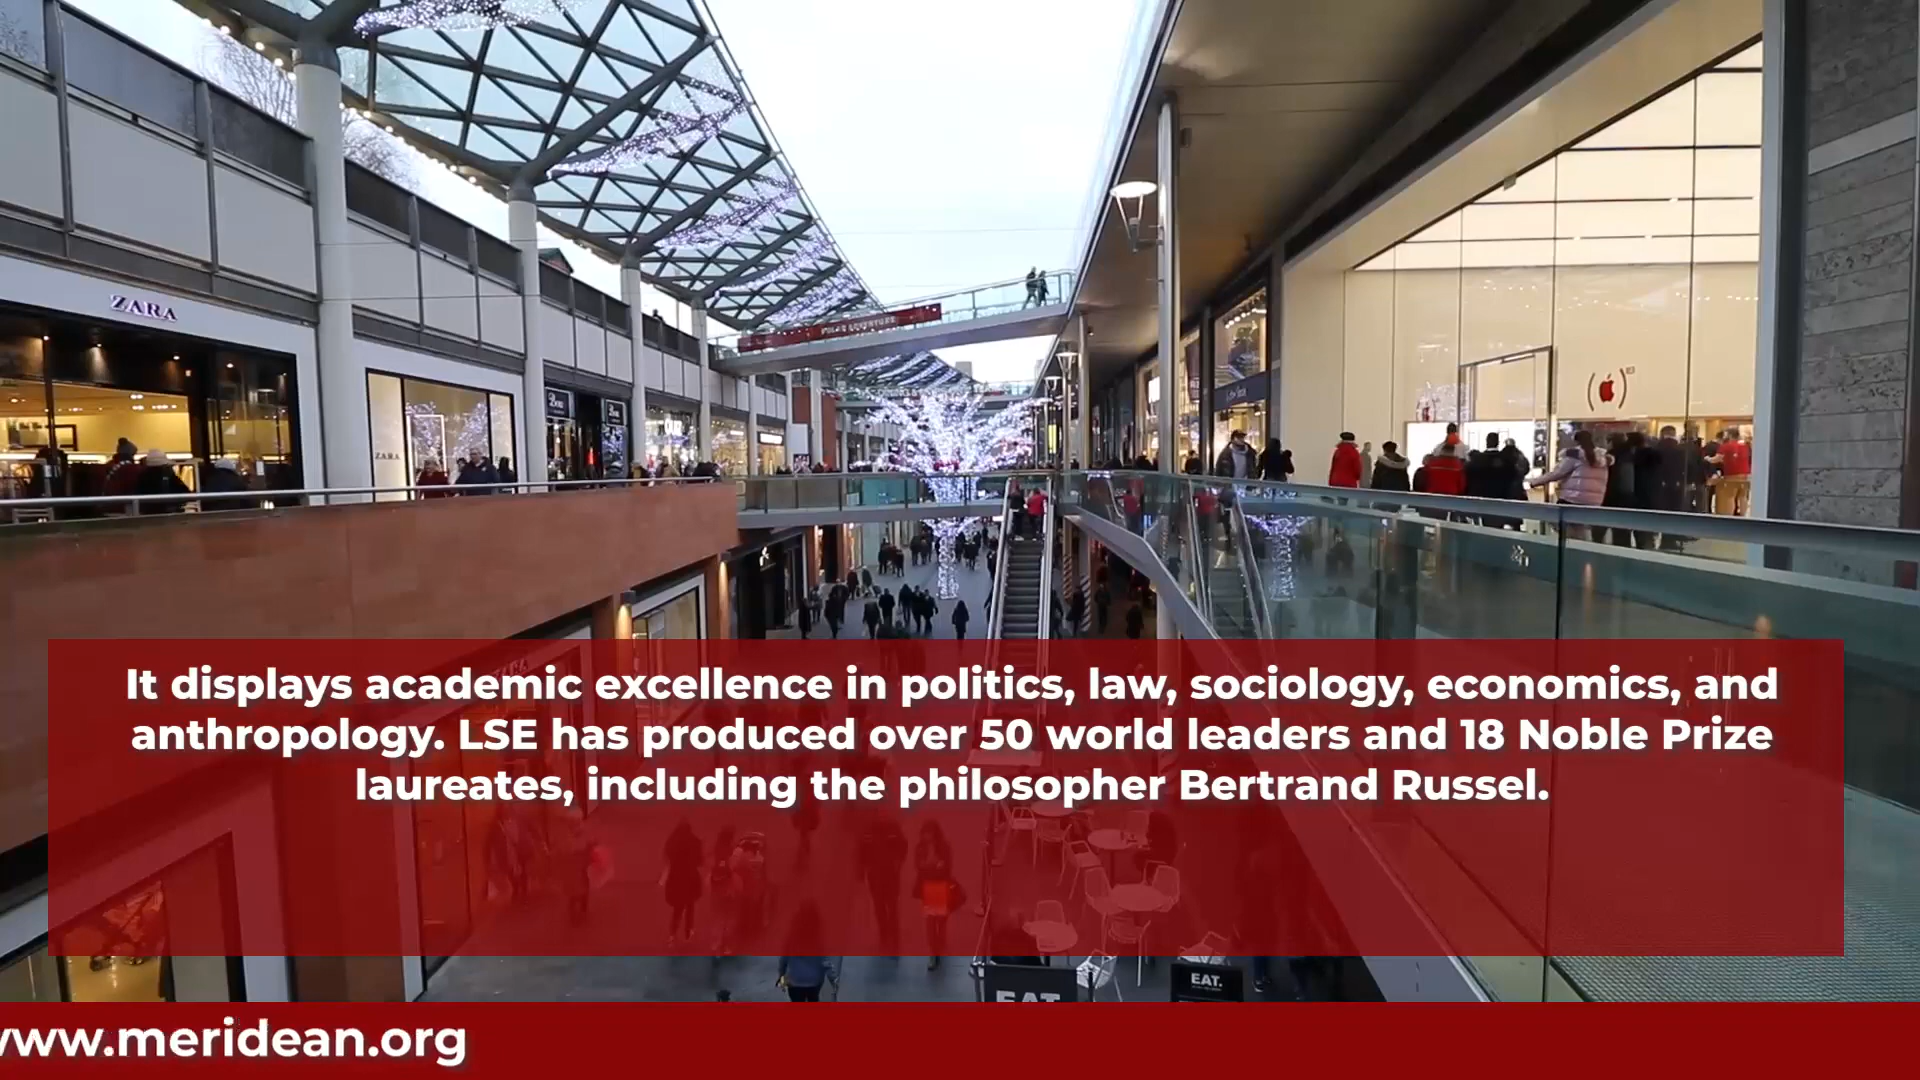 ZARA
ZARA
EAT.
EAT
It displays academic excellence in politics, law, sociology, economics, and
anthropology. LSE has produced over 50 world leaders and 18 Noble Prize
laureates, including the philosopher Bertrand Russel.
www.meridean.org